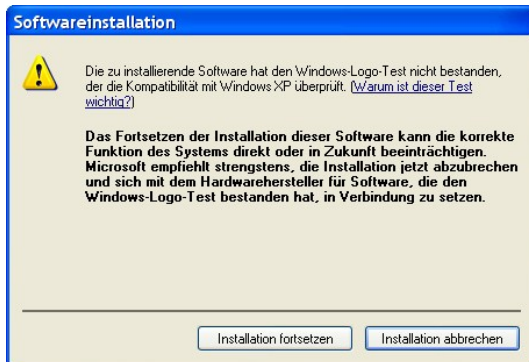 Softwareinstallation
Die zu installierende Software hat den Windows-Logo-Test nicht bestanden,
der die Kompatibilität mit Windows XP überprüft. (Warum ist dieser Test
wichtig?)
Das Fortsetzen der Installation dieser Software kann die korrekte
Funktion des Systems direkt oder in Zukunft beeinträchtigen.
Microsoft empfiehlt strengstens, die Installation jetzt abzubrechen
und sich mit dem Hardwarehersteller für Software, die den
Windows-Logo-Test bestanden hat, in Verbindung zu setzen.
Installation fortsetzen Installation abbrechen